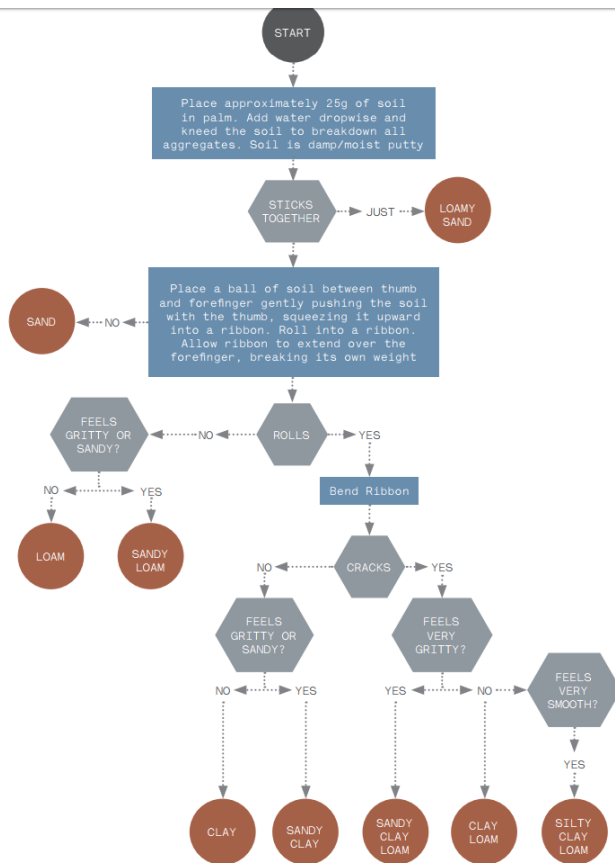 START
Place approximately 25g of soil
in palm. Add water dropwise and
kneed the soil to breakdown all
aggregates. Soil is damp/moist putty
STICKS
TOGETHER
JUST
LOAMY
SAND
Place a ball of soil between thumb
and forefinger gently pushing the soil
with the thumb, squeezing it upward
into a ribbon. Roll into a ribbon.
Allow ribbon to extend over the
forefinger, breaking its own weight
NO
SAND
ROLLS
NO
YES
FEELS
GRITTY OR
SANDY?
NO
YES
LOAM
SANDY
LOAM
Bend Ribbon
CRACKS
NO
YES
FEELS
GRITTY OR
SANDY?
FEELS
VERY
GRITTY?
FEELS
VERY
SMOOTH?
NO
YES
YES
NO
YES
CLAY
SANDY
CLAY
SANDY
CLAY
LOAM
CLAY
LOAM
SILTY
CLAY
LOAM